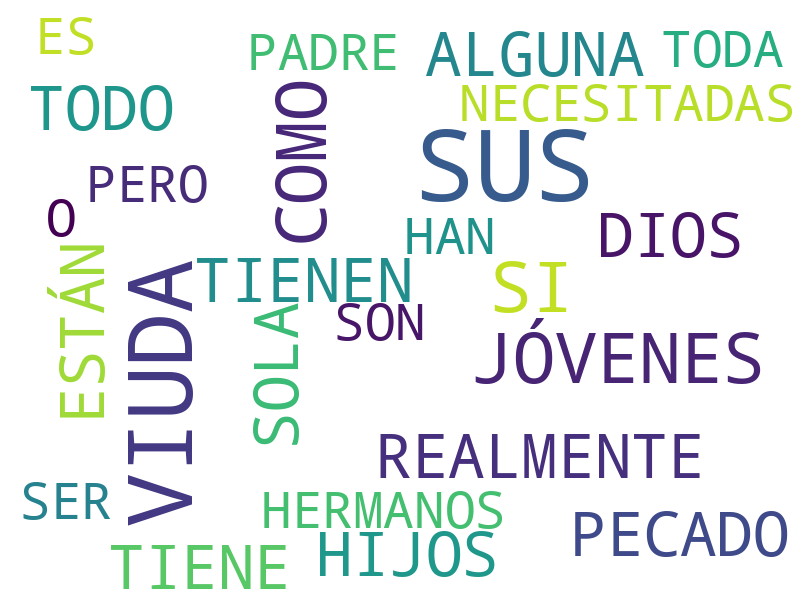 ES
PADRE
ALGUNA
TODA
TODO
COMO
NECESITADAS
SUS
PERO
O
HAN
DIOS
ESTÁN
VIUDA
TIENEN
SI
SOLA
SON
JÓVENES
REALMENTE
SER
HERMANOS
PECADO
TIENE
HIJOS